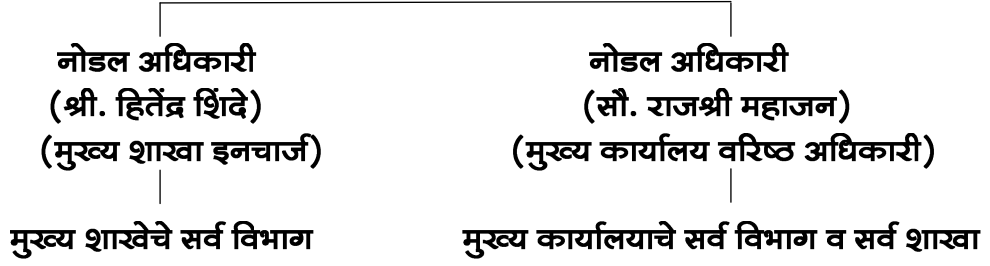 नोडल अधिकारी
(श्री. हितेंद्र शिंदे)
(मुख्य शाखा इनचार्ज)
मुख्य शाखेचे सर्व विभाग
नोडल अधिकारी
(सौ. राजश्री महाजन)
(मुख्य कार्यालय वरिष्ठ अधिकारी)
मुख्य कार्यालयाचे सर्व विभाग व सर्व शाखा